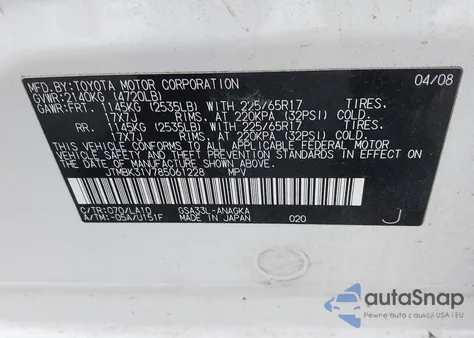 MFD.BY:TOYOTA MOTOR CORPORATION 04/08
GVWR:2140KG (4720LB)
GAWR:FRT. 1145KG (2535LB) WITH 225/65R17 TIRES,
17X7J RIMS, AT 220KPA (32PSI) COLD
RR. 1145KG (2535LB) WITH 225/65R17 TIRES,
17X7J RIMS, AT 220KPA (32PSI) COLD
THIS VEHICLE CONFORMS TO ALL APPLICABLE FEDERAL MOTOR
VEHICLE SAFETY, BUMPER, AND THEFT PREVENTION STANDARDS IN EFFECT ON
THE DATE OF MANUFACTURE SHOWN ABOVE.
JTMBK31V785061228 MPV
C/TR:070/LA10 GSA33L-ANAGKA 020 J
A/TM:-05A/U151F MADE IN JAPAN
autoSnap
Pewne auta z aukcji USA i EU